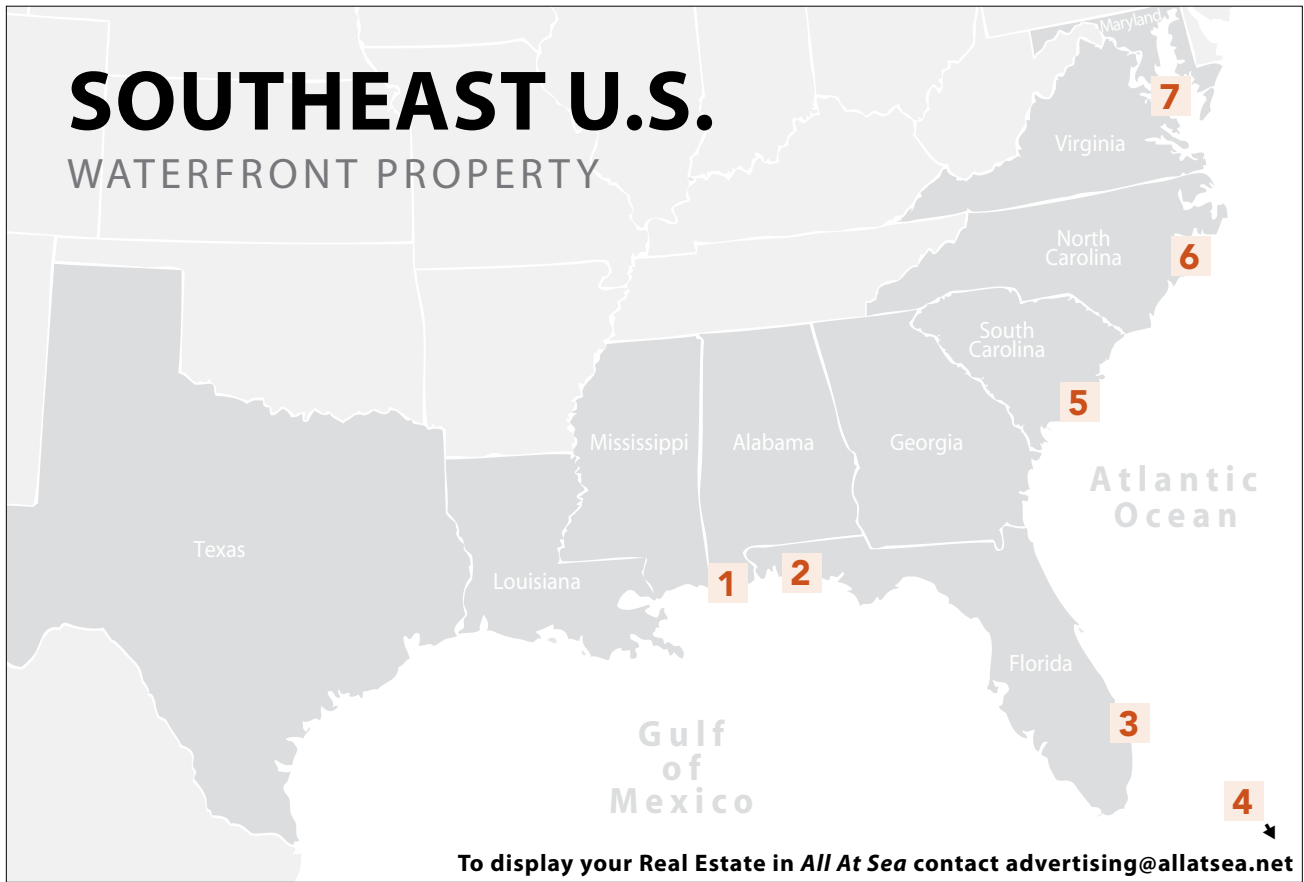 SOUTHEAST U.S.
WATERFRONT PROPERTY
Maryland
7
Virginia
North
Carolina
6
South
Carolina
5
Mississippi
Alabama
Georgia
Atlantic
Ocean
Texas
Louisiana
1
2
Florida
3
Gulf
of
Mexico
4
To display your Real Estate in All At Sea contact advertising@allatsea.net